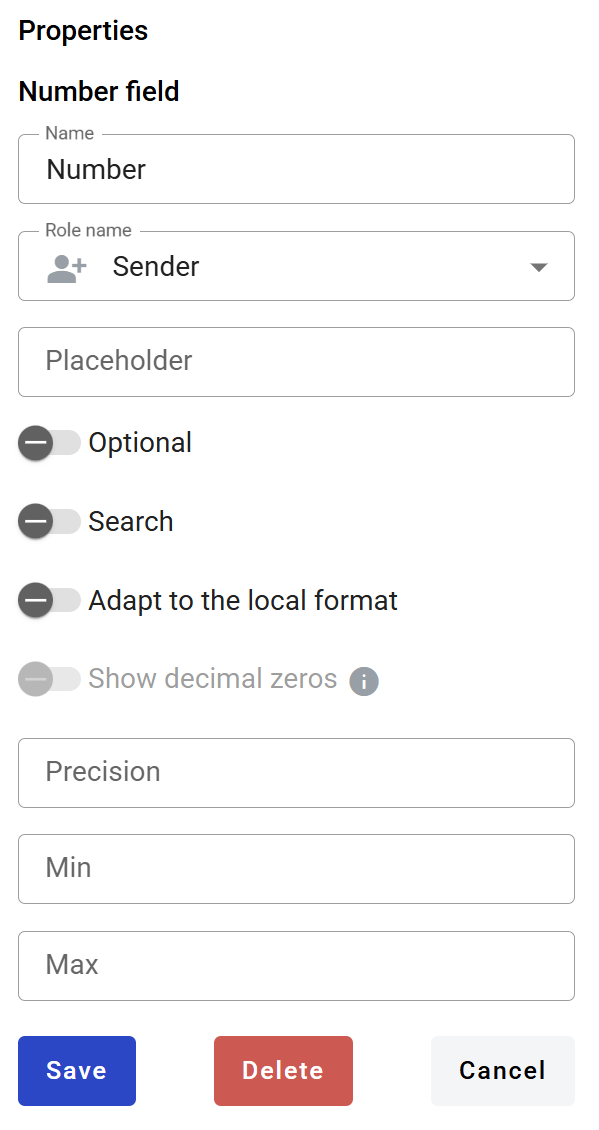 Properties
Number field
Name
Number
Role name
Sender
Placeholder
Optional
Search
Adapt to the local format
Show decimal zeros i
Precision
Min
Max
Save Delete Cancel